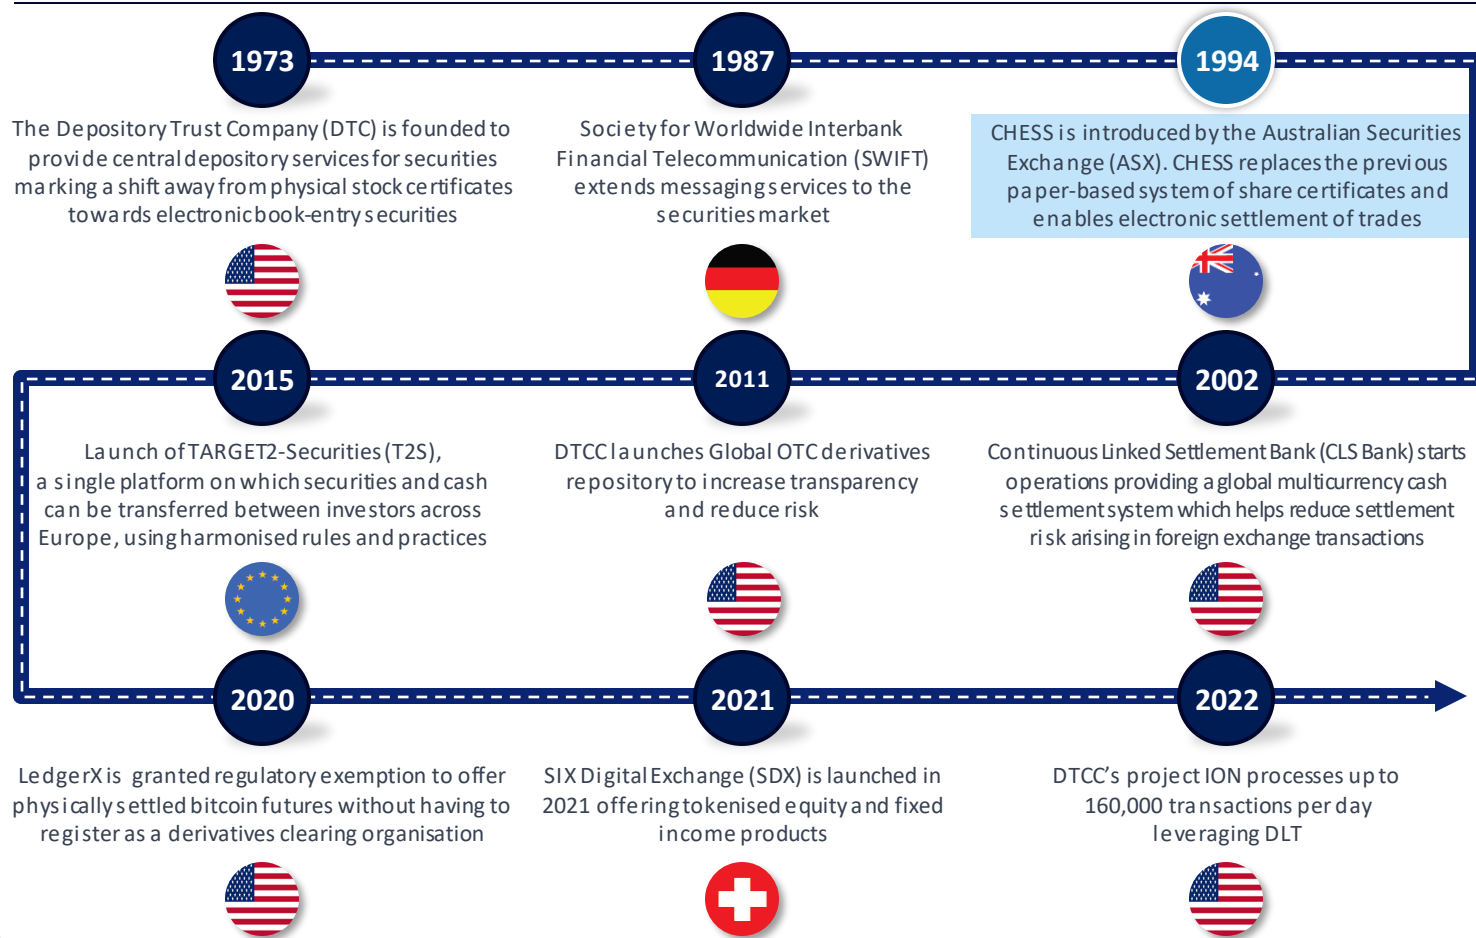 1973
The Depository Trust Company (DTC) is founded to
provide central depository services for securities
marking a shift away from physical stock certificates
towards electronic book-entry securities
1987
Society for Worldwide Interbank
Financial Telecommunication (SWIFT)
extends messaging services to the
securities market
1994
CHESS is introduced by the Australian Securities
Exchange (ASX). CHESS replaces the previous
paper-based system of share certificates and
enables electronic settlement of trades
2002
Continuous Linked Settlement Bank (CLS Bank) starts
operations providing a global multicurrency cash
settlement system which helps reduce settlement
risk arising in foreign exchange transactions
2011
DTCC launches Global OTC derivatives
repository to increase transparency
and reduce risk
2015
Launch of TARGET2-Securities (T2S),
a single platform on which securities and cash
can be transferred between investors across
Europe, using harmonised rules and practices
2020
LedgerX is granted regulatory exemption to offer
physically settled bitcoin futures without having to
register as a derivatives clearing organisation
2021
SIX Digital Exchange (SDX) is launched in
2021 offering tokenised equity and fixed
income products
2022
DTCC's project ION processes up to
160,000 transactions per day
leveraging DLT